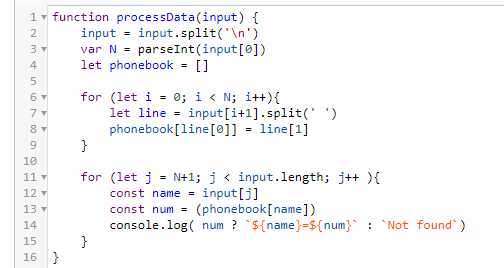 1 function processData(input) {
2 input = input.split('\n')
3 var N = parseInt(input[0])
4 let phonebook = []
5
6 for (let i = 0; i < N; i++){
7 let line = input[i+1].split(' ')
8 phonebook[line[0]] = line[1]
9 }
10
11 for (let j = N+1; j < input.length; j++ ){
12 const name = input[j]
13 const num = (phonebook[name])
14 console.log( num ? `${name}=${num}` : `Not found`)
15 }
16 }